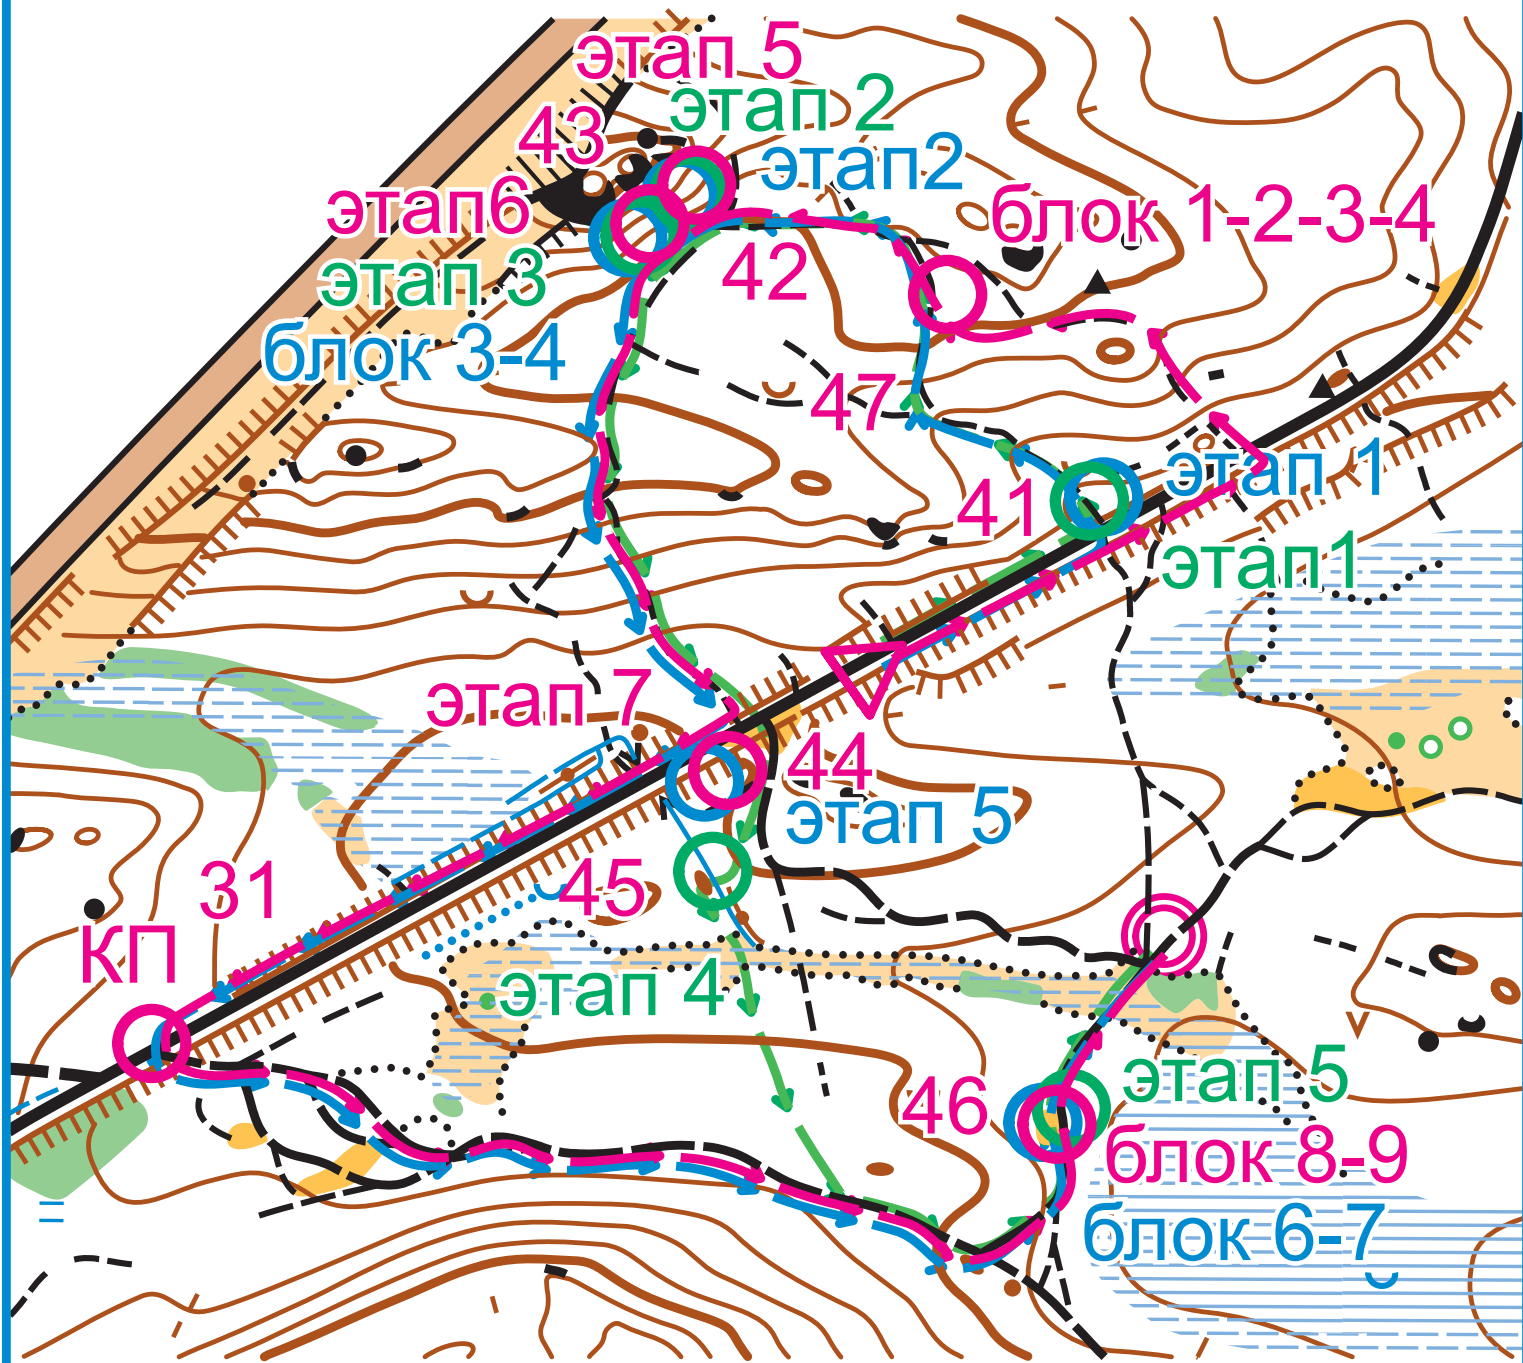 этап 5
этап 2
43
этап2
этап6
блок 1-2-3-4
42
этап 3
блок 3-4
47
этап 1
41
этап1
этап 7
44
этап 5
45
31
КП
этап 4
46
этап 5
блок 8-9
блок 6-7